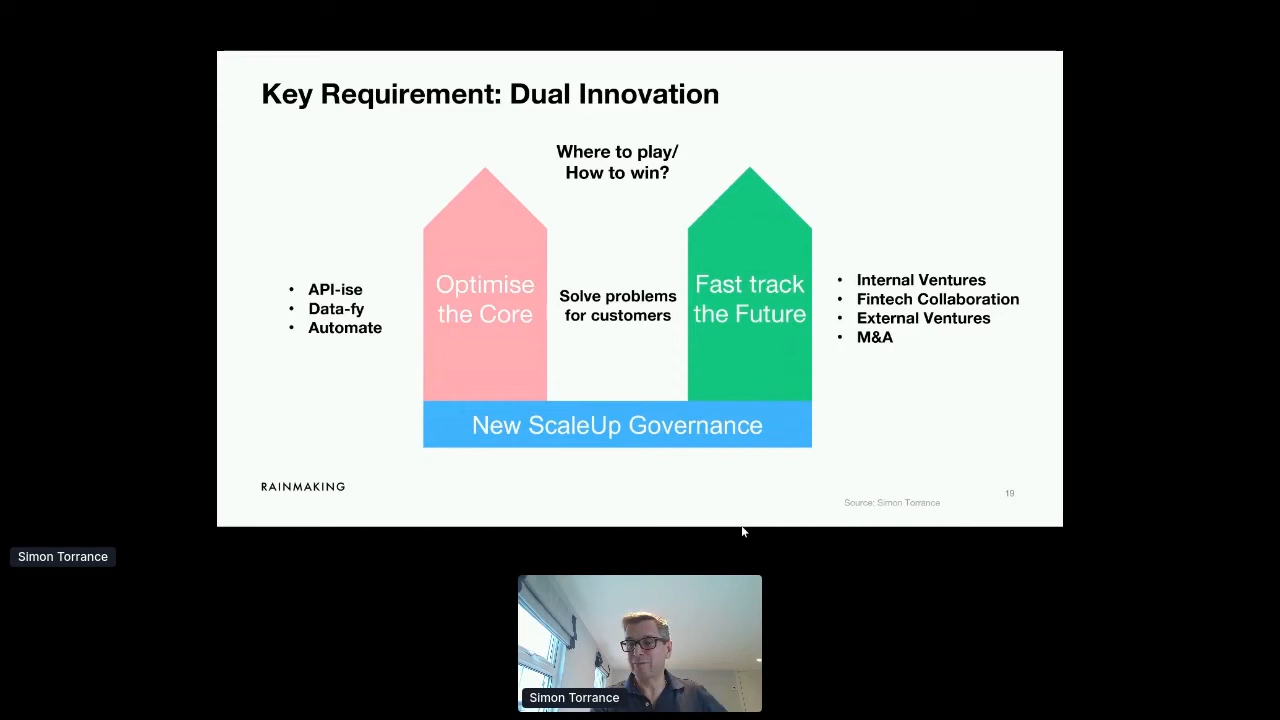 Key Requirement: Dual Innovation
Where to play/
How to win?
• API-ise
• Data-fy
• Automate
Optimise
the Core
Solve problems
for customers
Fast track
the Future
• Internal Ventures
• Fintech Collaboration
• External Ventures
• M&A
New ScaleUp Governance
RAINMAKING
Source: Simon Torrance
19
Simon Torrance
Simon Torrance